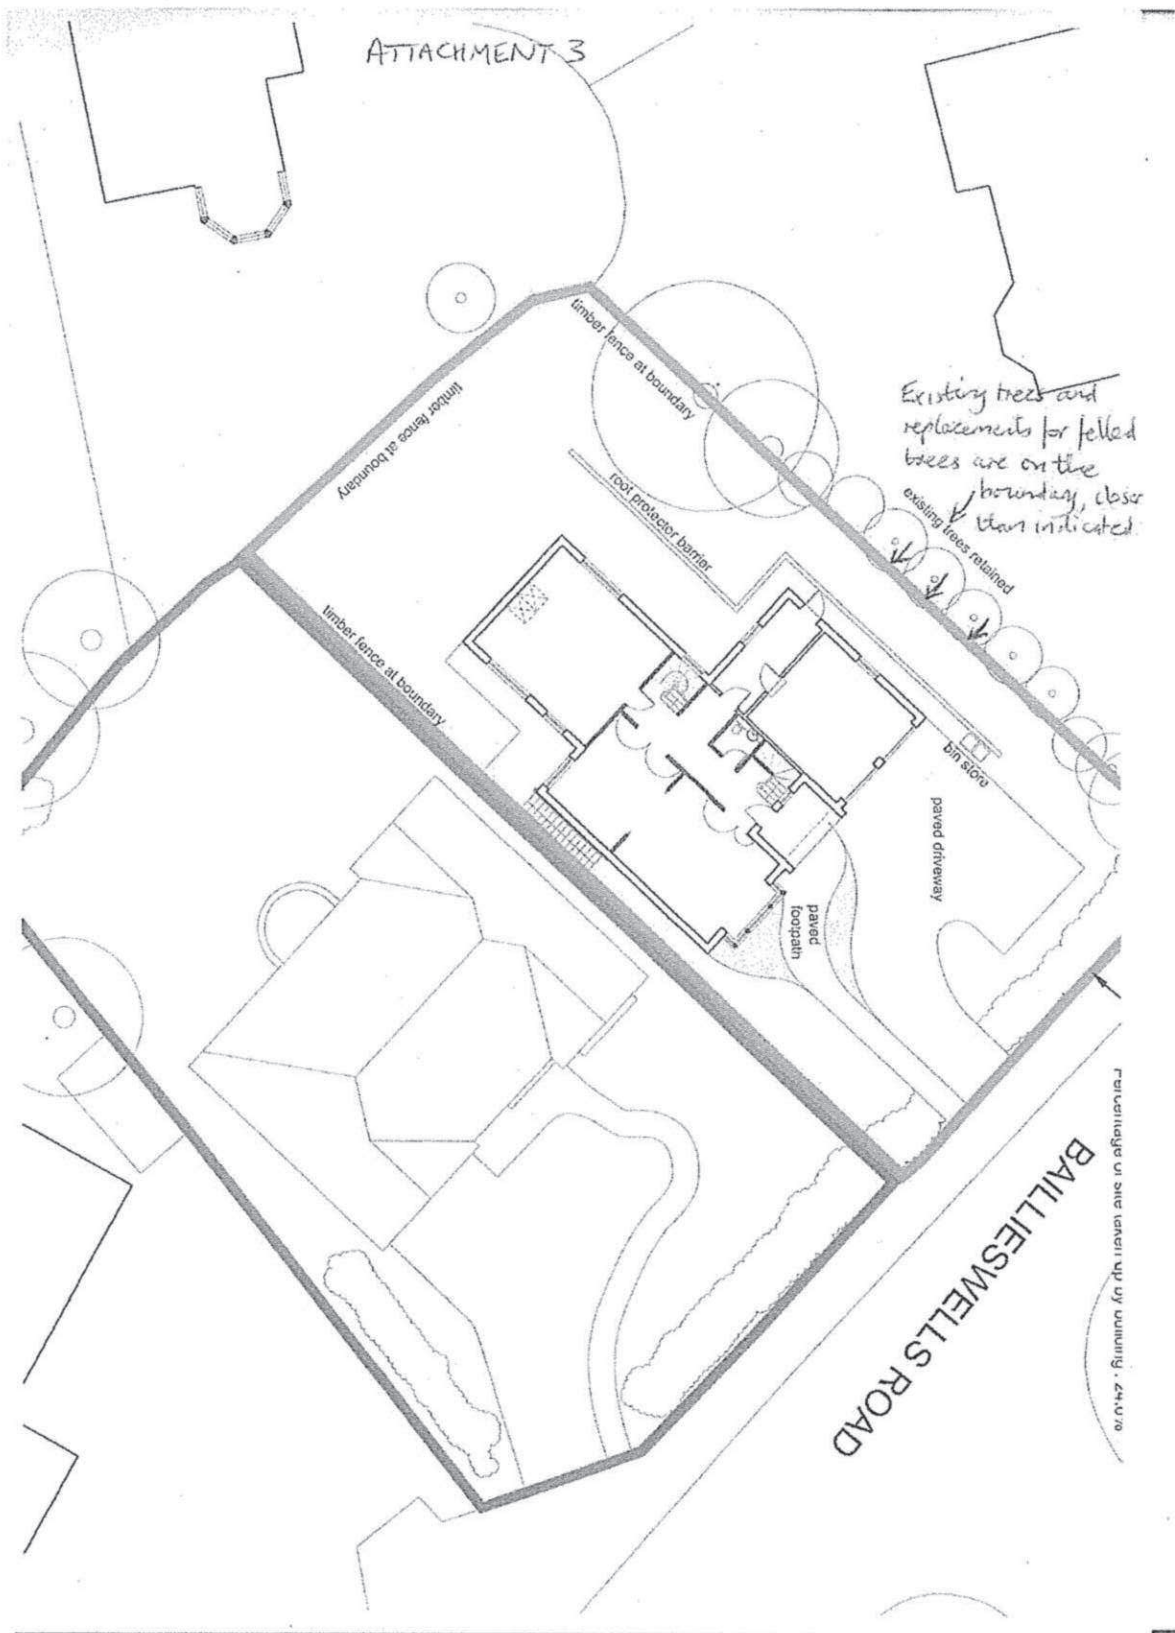 ATTACHMENT 3
timber fence at boundary
timber fence at boundary
Existing trees and
replacements for felled
trees are on the
boundary, closer
than indicated
existing trees retained
root protector barrier
timber fence at boundary
bin store
paved driveway
paved
footpath
percentage of site taken up by building : 24.0%
BAILLIESWELLS ROAD